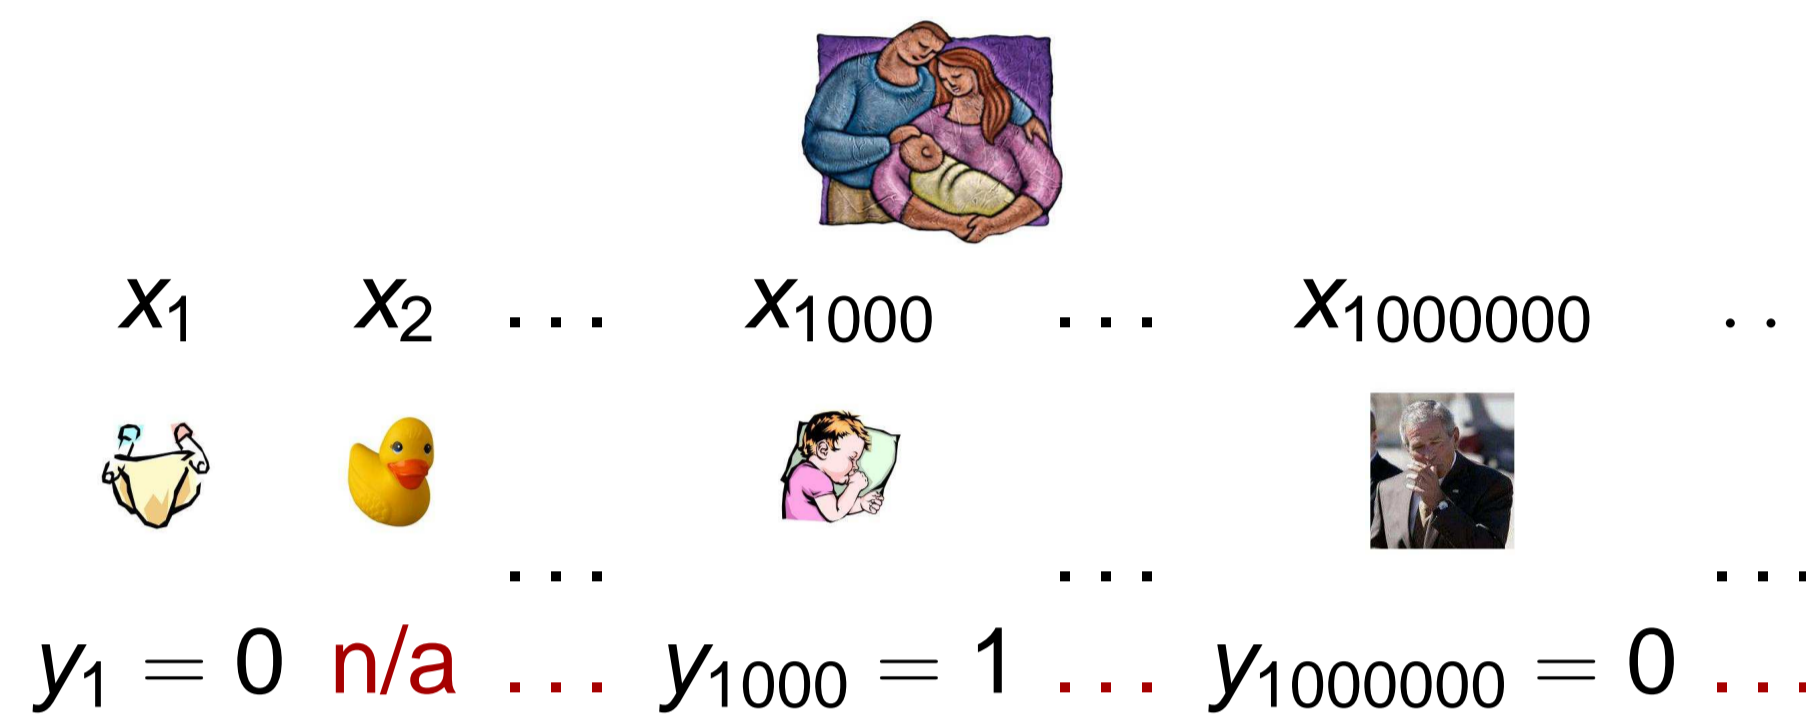 x₁ x₂ ... x₁₀₀₀ ... x₁₀₀₀₀₀₀ ..
... ... ...
y₁ = 0 n/a ... y₁₀₀₀ = 1 ... y₁₀₀₀₀₀₀ = 0 ...